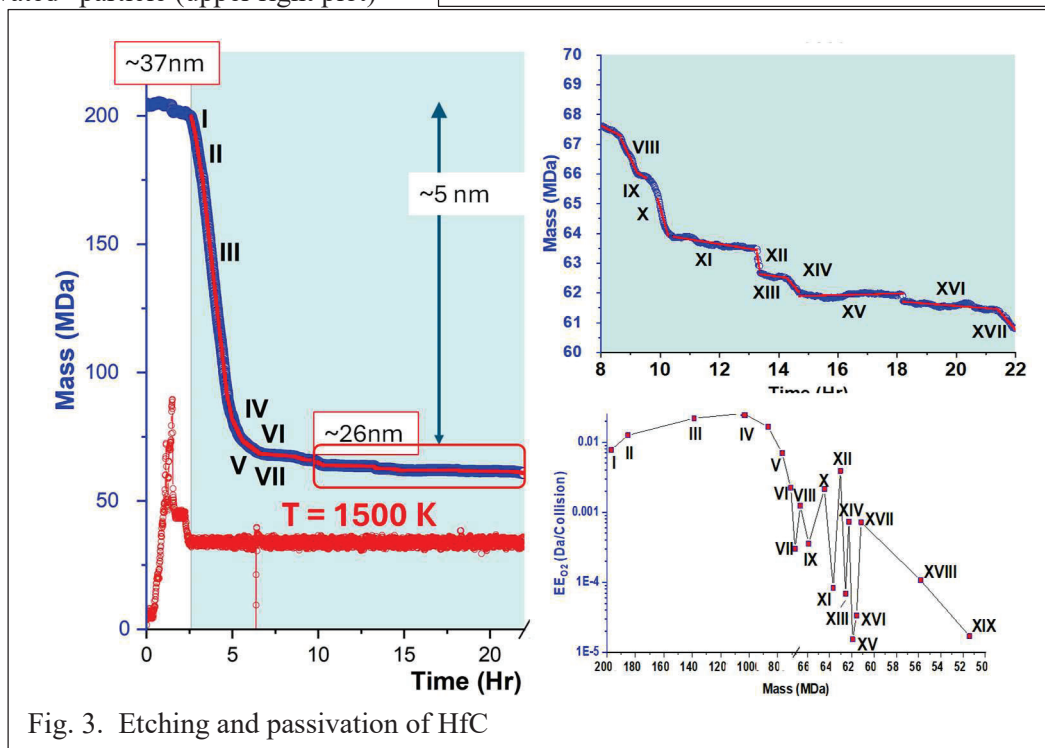 vated" particle (upper right plot)
~37nm
200
150
100
50
0
Mass (MDa)
I
II
III
IV
V
VI
VII
~26nm
~5 nm
T = 1500 K
0 5 10 15 20
Time (Hr)
70
69
68
67
66
65
64
63
62
61
60
Mass (MDa)
VIII
IX
X
XI
XII
XIII
XIV
XV
XVI
XVII
8 10 12 14 16 18 20 22
Time (Hr)
0.01
0.001
1E-4
1E-5
EEO2 (Da/Collision)
I
II
III
IV
V
VI
VII
VIII
IX
X
XI
XII
XIII
XIV
XV
XVI
XVII
XVIII
XIX
200 180 160 140 120 100 80 66 64 62 60 58 56 54 52 50
Mass (MDa)
Fig. 3. Etching and passivation of HfC